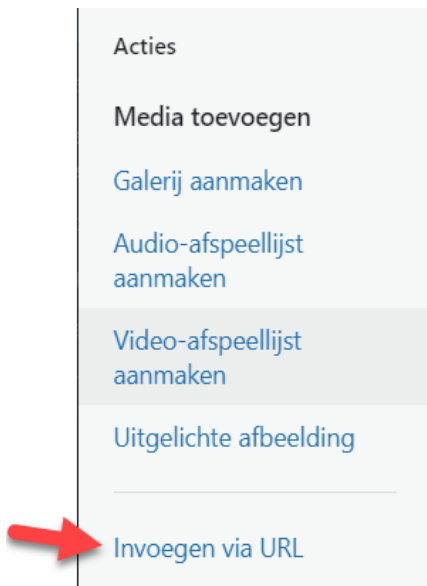 Acties
Media toevoegen
Galerij aanmaken
Audio-afspeellijst
aanmaken
Video-afspeellijst
aanmaken
Uitgelichte afbeelding
Invoegen via URL